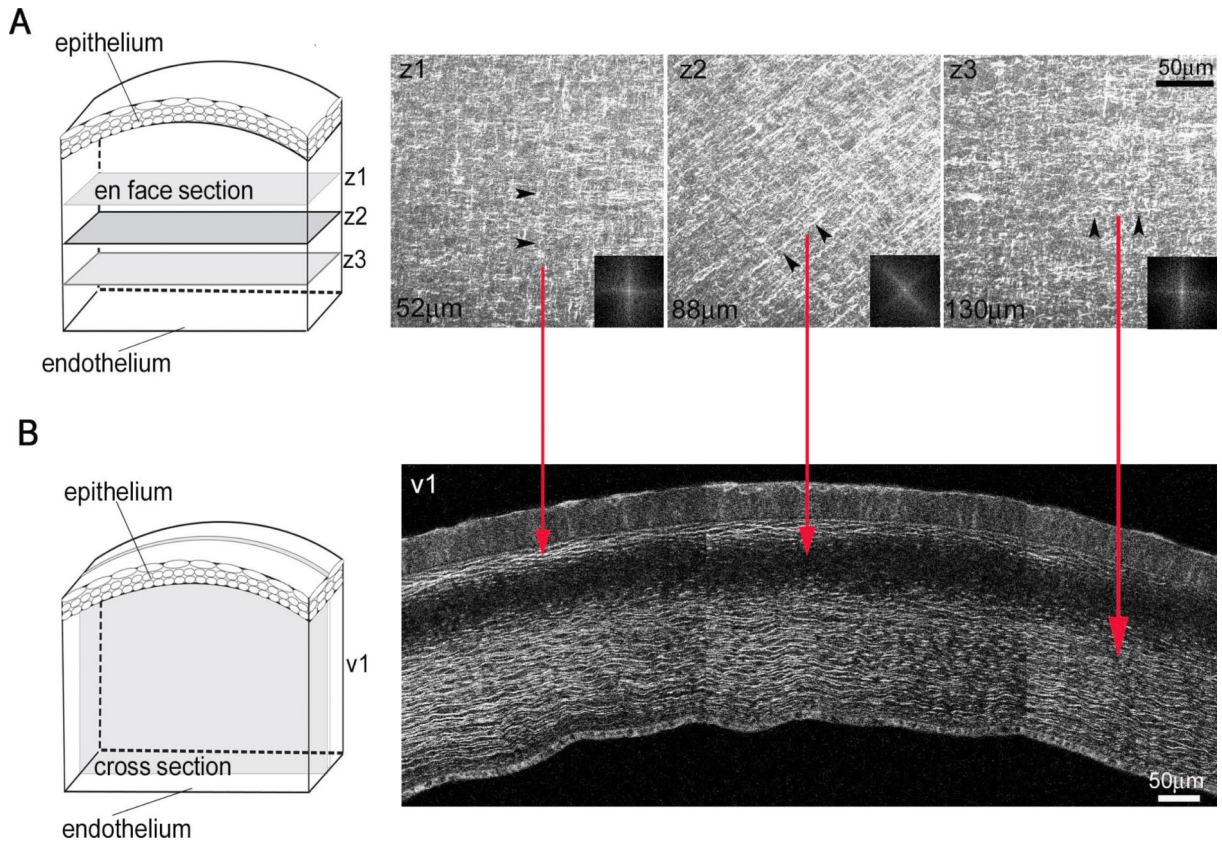 A
epithelium
en face section
z1
z2
z3
endothelium
z1
52μm
z2
88μm
z3
50μm
130μm
B
epithelium
v1
cross section
endothelium
v1
50μm